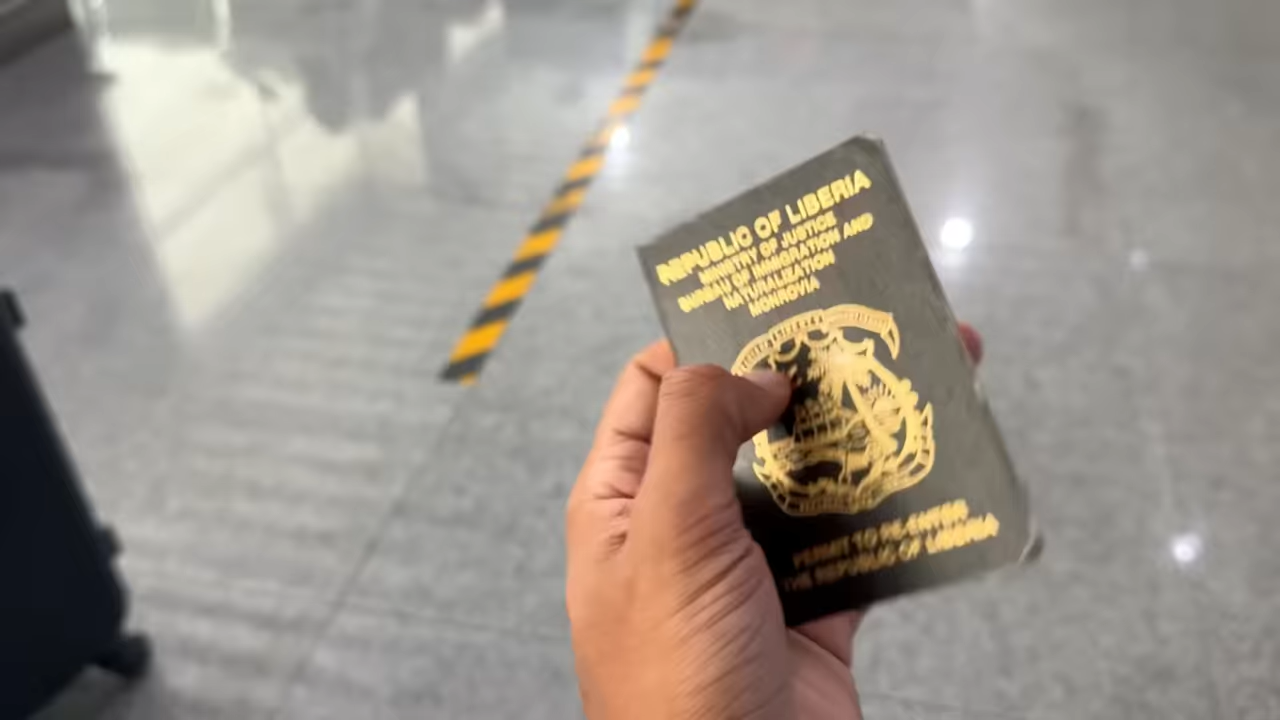 REPUBLIC OF LIBERIA
MINISTRY OF JUSTICE
BUREAU OF IMMIGRATION AND
NATURALIZATION
MONROVIA
PERMIT TO RE-ENTER
THE REPUBLIC OF LIBERIA